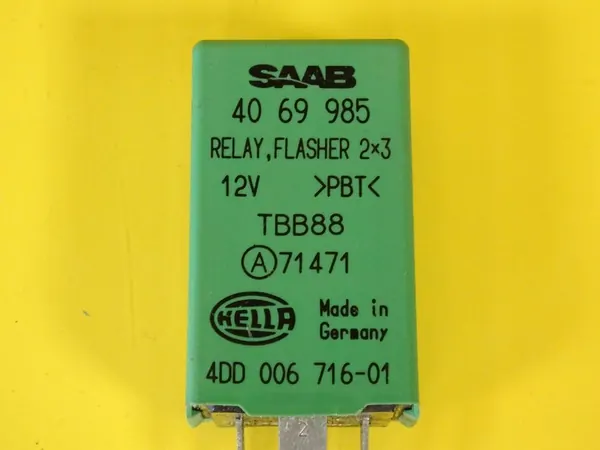 SAAB
40 69 985
RELAY,FLASHER 2×3
12V >PBT<
TBB88
Ⓐ71471
HELLA Made in
Germany
4DD 006 716-01
2